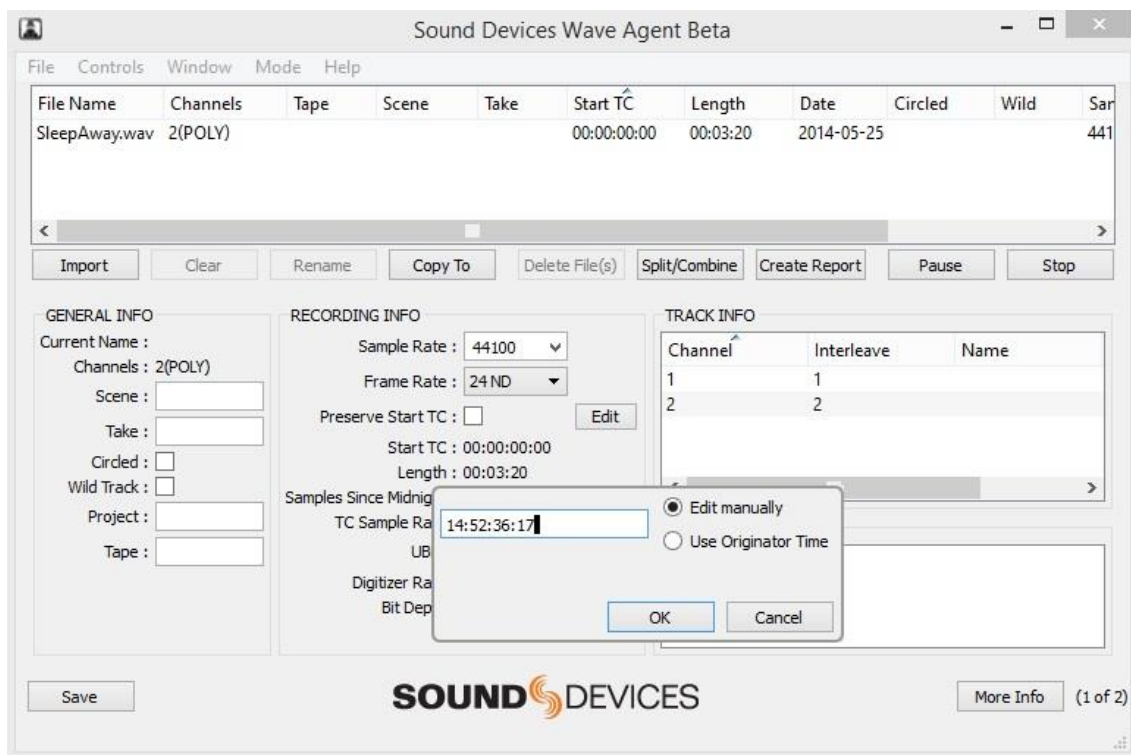 Sound Devices Wave Agent Beta
File Controls Window Mode Help
File Name Channels Tape Scene Take Start TC Length Date Circled Wild Sar
SleepAway.wav 2(POLY) 00:00:00:00 00:03:20 2014-05-25 441
Import Clear Rename Copy To Delete File(s) Split/Combine Create Report Pause Stop
GENERAL INFO
Current Name :
Channels : 2(POLY)
Scene :
Take :
Circled :
Wild Track :
Project :
Tape :
RECORDING INFO
Sample Rate : 44100
Frame Rate : 24 ND
Preserve Start TC : Edit
Start TC : 00:00:00:00
Length : 00:03:20
Samples Since Midnig
TC Sample Ra
UB
Digitizer Ra
Bit Dep
TRACK INFO
Channel Interleave Name
1 1
2 2
14:52:36:17
Edit manually
Use Originator Time
OK Cancel
Save
SOUND DEVICES
More Info (1 of 2)